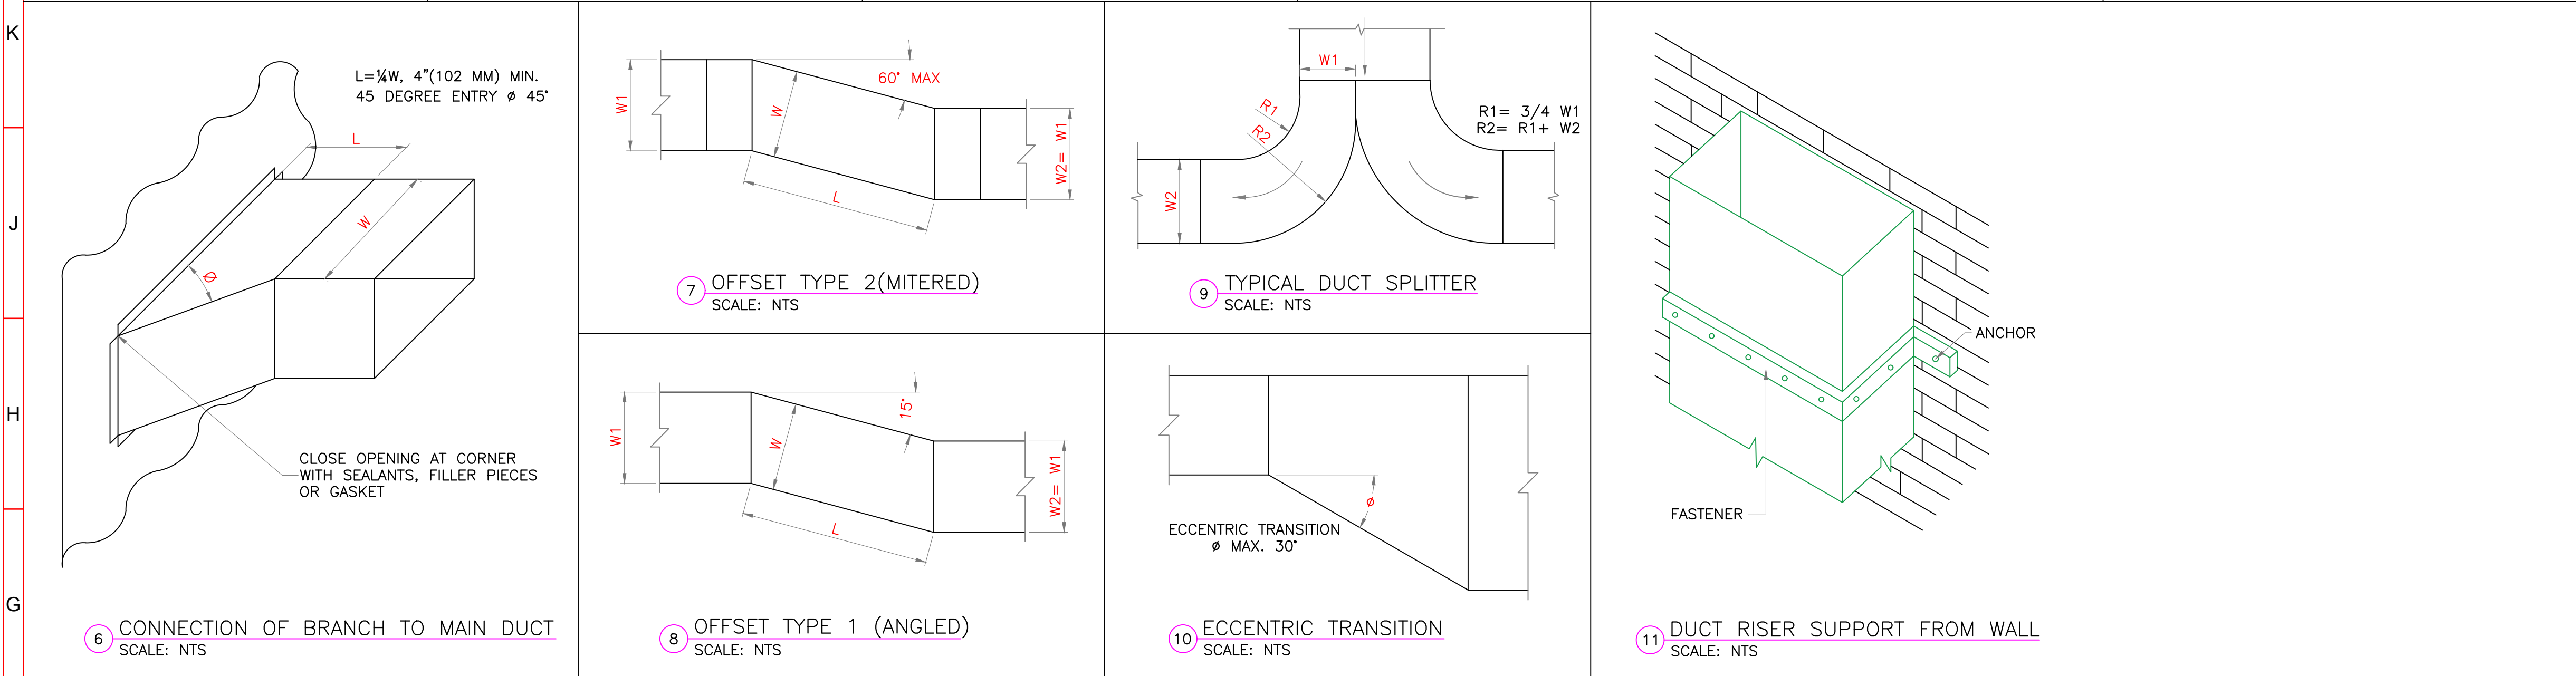 K
J
H
G
L=¼W, 4"(102 MM) MIN.
45 DEGREE ENTRY ø 45°
L
W
Ø
CLOSE OPENING AT CORNER
WITH SEALANTS, FILLER PIECES
OR GASKET
6 CONNECTION OF BRANCH TO MAIN DUCT
SCALE: NTS
W1
W
60° MAX
L
W2= W1
7 OFFSET TYPE 2(MITERED)
SCALE: NTS
W1
W
15°
L
W2= W1
8 OFFSET TYPE 1 (ANGLED)
SCALE: NTS
W1
R1
R2
W2
R1= 3/4 W1
R2= R1+ W2
9 TYPICAL DUCT SPLITTER
SCALE: NTS
ø
ECCENTRIC TRANSITION
ø MAX. 30°
10 ECCENTRIC TRANSITION
SCALE: NTS
ANCHOR
FASTENER
11 DUCT RISER SUPPORT FROM WALL
SCALE: NTS